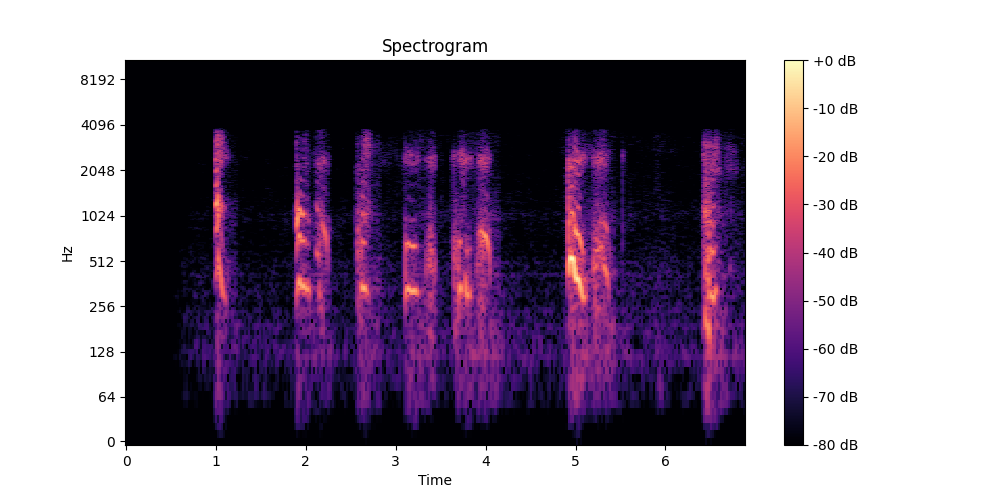 Spectrogram
8192
4096
2048
1024
512
256
128
64
0
Hz
0 1 2 3 4 5 6
Time
+0 dB
-10 dB
-20 dB
-30 dB
-40 dB
-50 dB
-60 dB
-70 dB
-80 dB